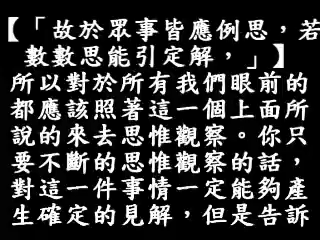 【「故於眾事皆應例思，若
數數思能引定解，」】
所以對於所有我們眼前的
都應該照著這一個上面所
說的來去思惟觀察。你只
要不斷的思惟觀察的話，
對這一件事情一定能夠產
生確定的見解，但是告訴